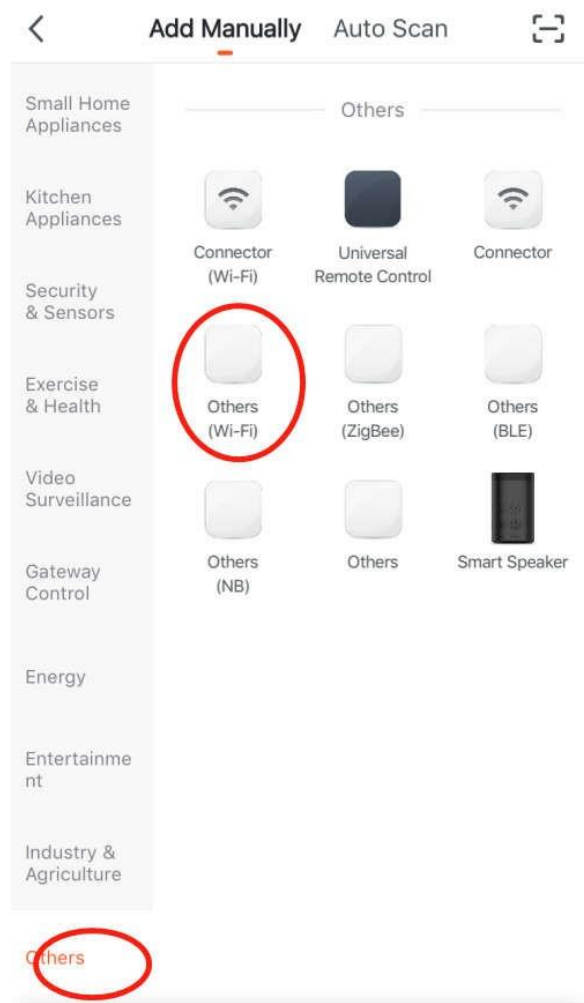 Add Manually Auto Scan
Small Home
Appliances
Kitchen
Appliances
Security
& Sensors
Exercise
& Health
Video
Surveillance
Gateway
Control
Energy
Entertainme
nt
Industry &
Agriculture
Others
Others
Connector
(Wi-Fi)
Universal
Remote Control
Connector
Others
(Wi-Fi)
Others
(ZigBee)
Others
(BLE)
Others
(NB)
Others
Smart Speaker